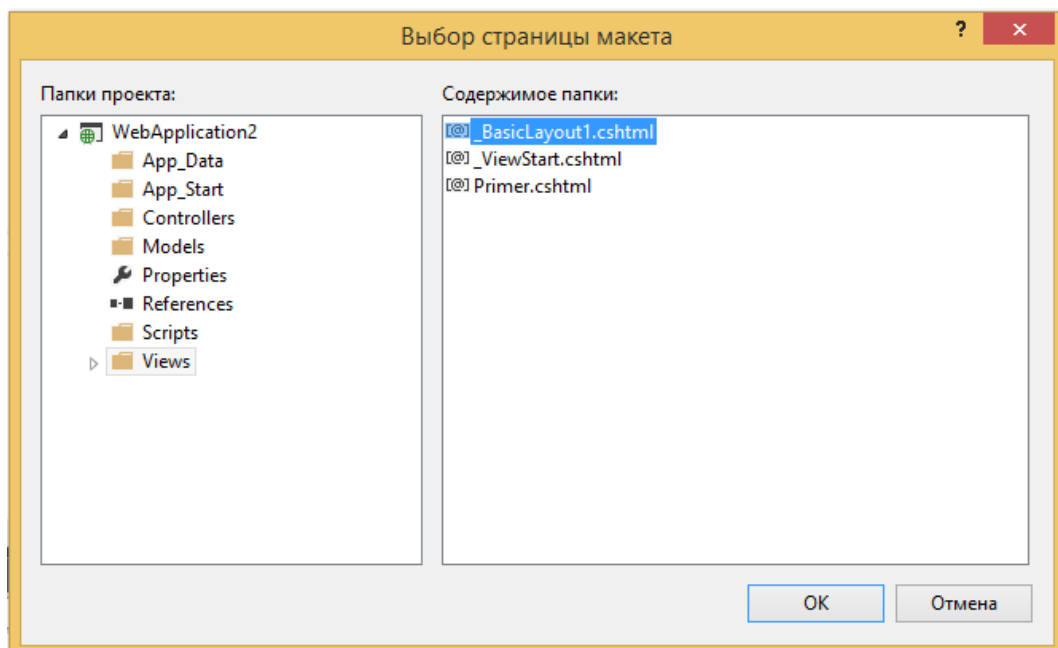 Выбор страницы макета
?
Папки проекта:
WebApplication2
App_Data
App_Start
Controllers
Models
Properties
References
Scripts
Views
Содержимое папки:
[@] _BasicLayout1.cshtml
[@] _ViewStart.cshtml
[@] Primer.cshtml
OK
Отмена